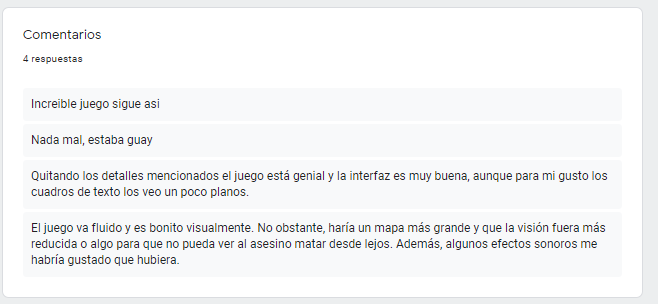 Comentarios
4 respuestas
Increible juego sigue asi
Nada mal, estaba guay
Quitando los detalles mencionados el juego está genial y la interfaz es muy buena, aunque para mi gusto los
cuadros de texto los veo un poco planos.
El juego va fluido y es bonito visualmente. No obstante, haría un mapa más grande y que la visión fuera más
reducida o algo para que no pueda ver al asesino matar desde lejos. Además, algunos efectos sonoros me
habría gustado que hubiera.